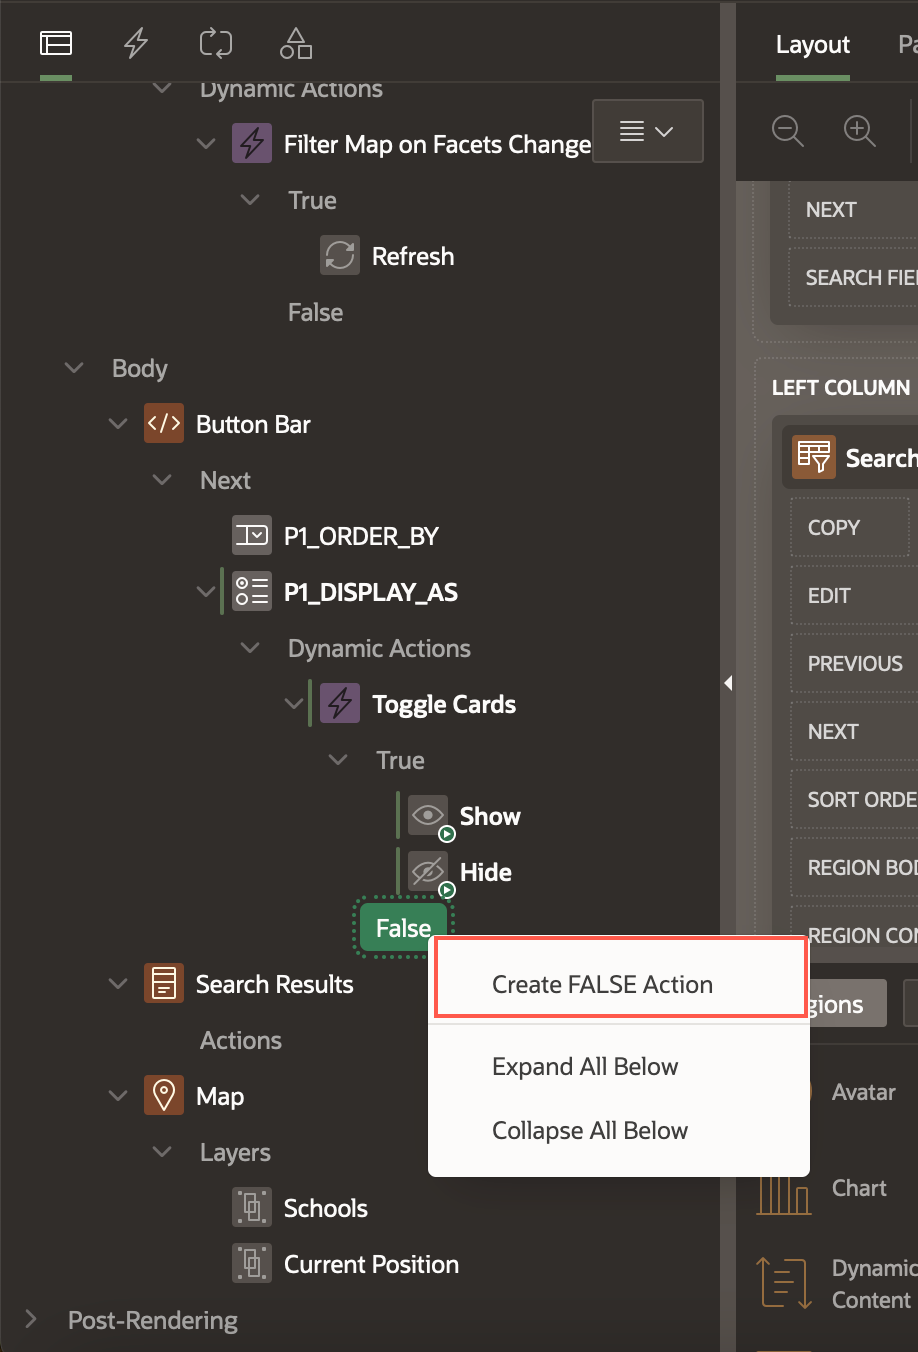 Layout
Dynamic Actions
Filter Map on Facets Change
True
Refresh
False
Body
Button Bar
</>
Next
P1_ORDER_BY
P1_DISPLAY_AS
Dynamic Actions
Toggle Cards
True
Show
Hide
False
Create FALSE Action
Expand All Below
Collapse All Below
Search Results
Actions
Map
Layers
Schools
Current Position
Post-Rendering
NEXT
SEARCH FIE
LEFT COLUMN
Search
COPY
EDIT
PREVIOUS
NEXT
SORT ORDE
REGION BOD
REGION CO
gions
Avatar
Chart
Dynamic
Content